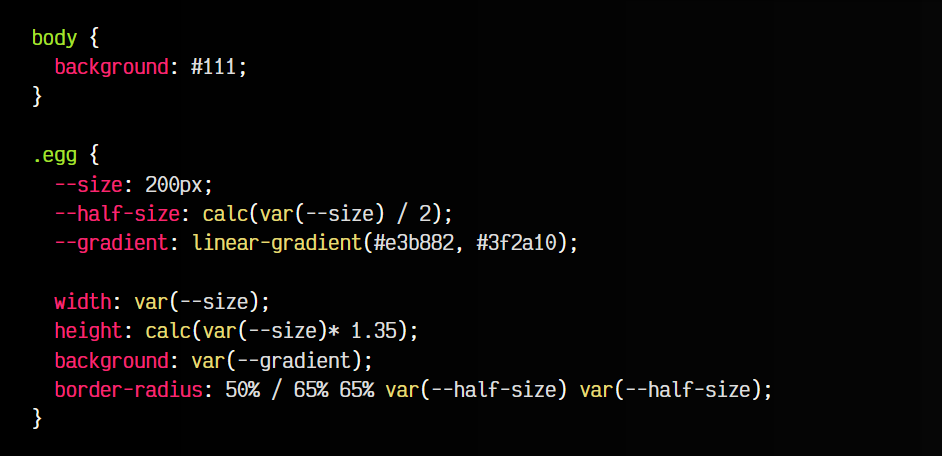 body {
  background: #111;
}

.egg {
  --size: 200px;
  --half-size: calc(var(--size) / 2);
  --gradient: linear-gradient(#e3b882, #3f2a10);

  width: var(--size);
  height: calc(var(--size)* 1.35);
  background: var(--gradient);
  border-radius: 50% / 65% 65% var(--half-size) var(--half-size);
}